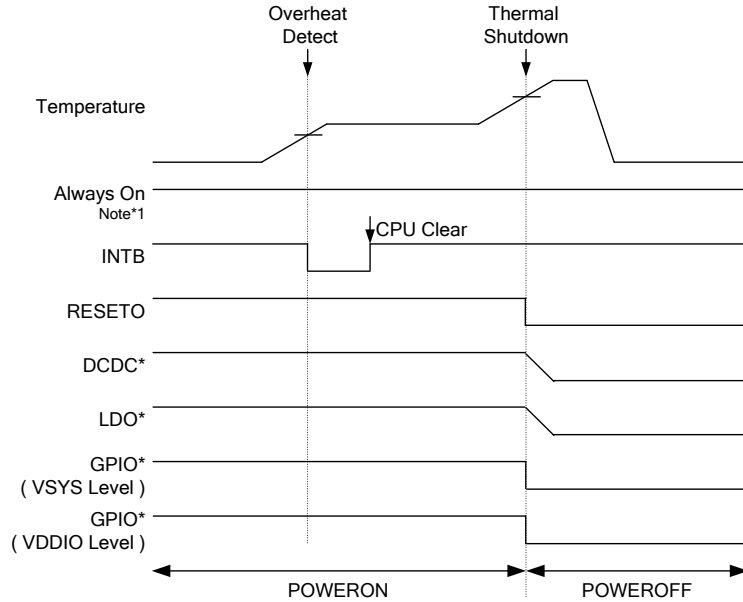 Overheat
Detect
Thermal
Shutdown
Temperature
Always On
Note*1
CPU Clear
INTB
RESETO
DCDC*
LDO*
GPIO*
( VSYS Level )
GPIO*
( VDDIO Level )
POWERON
POWEROFF